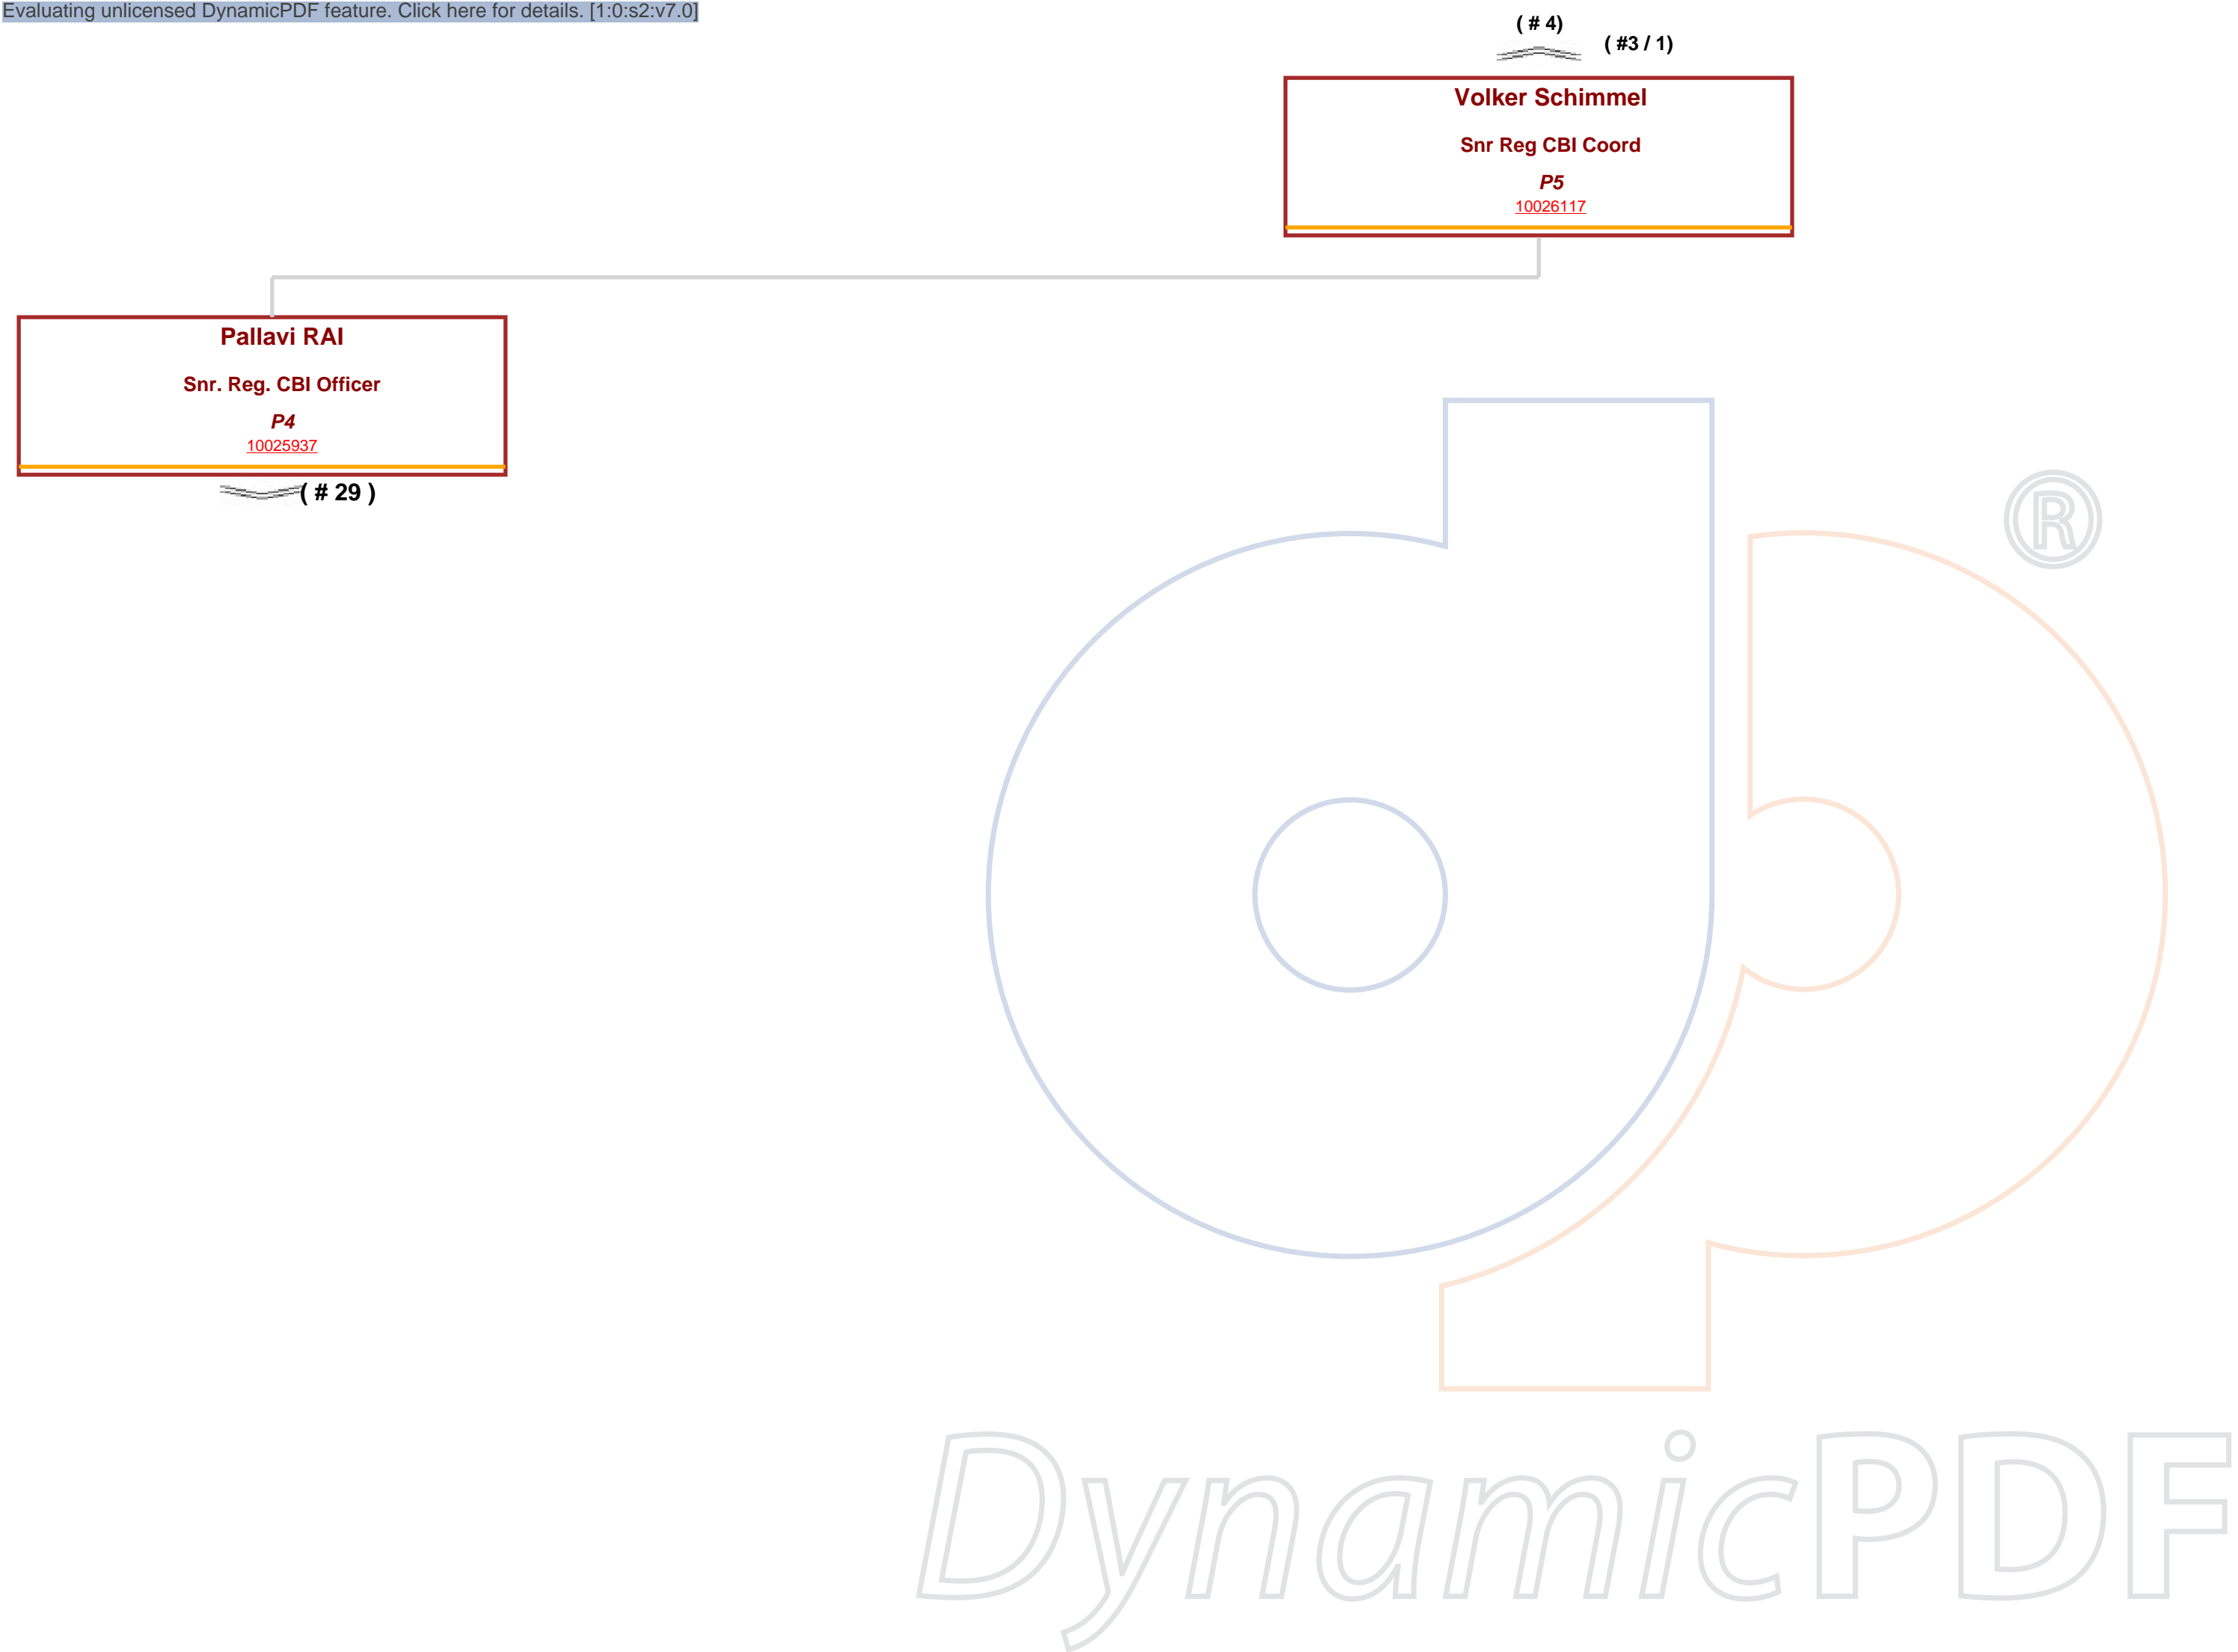 Evaluating unlicensed DynamicPDF feature. Click here for details. [1:0:s2:v7.0]
( # 4)
( #3 / 1)
Volker Schimmel
Snr Reg CBI Coord
P5
10026117
Pallavi RAI
Snr. Reg. CBI Officer
P4
10025937
( # 29 )
®
DynamicPDF